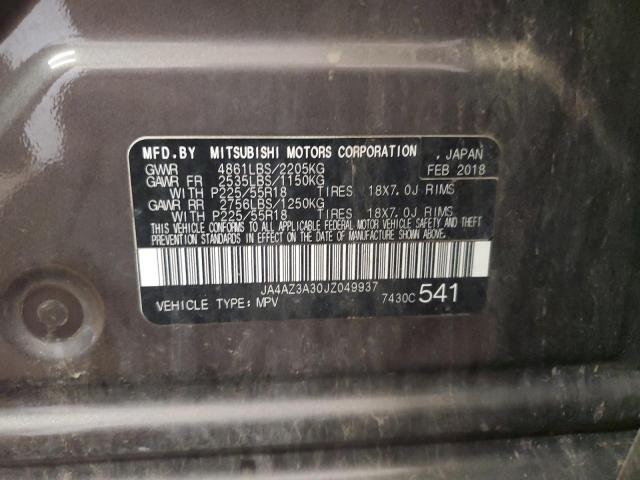 MFD.BY MITSUBISHI MOTORS CORPORATION , JAPAN
GVWR 4861LBS/2205KG FEB 2018
GAWR FR 2535LBS/1150KG
WITH P225/55R18 TIRES 18X7.0J RIMS
GAWR RR 2756LBS/1250KG
WITH P225/55R18 TIRES 18X7.0J RIMS
THIS VEHICLE CONFORMS TO ALL APPLICABLE FEDERAL MOTOR VEHICLE SAFETY AND THEFT
PREVENTION STANDARDS IN EFFECT ON THE DATE OF MANUFACTURE SHOWN ABOVE.
JA4AZ3A30JZ049937
VEHICLE TYPE: MPV 7430C 541